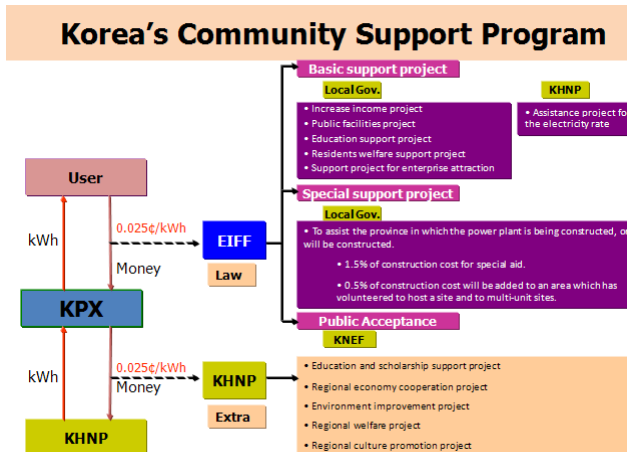 Korea's Community Support Program
Basic support project
Local Gov.
KHNP
• Increase income project
• Public facilities project
• Education support project
• Residents welfare support project
• Support project for enterprise attraction
• Assistance project fo
the electricity rate
User
Special support project
Local Gov.
kWh
0.025¢/kWh
Money
EIFF
Law
• To assist the province in which the power plant is being constructed, o
will be constructed.
• 1.5% of construction cost for special aid.
• 0.5% of construction cost will be added to an area which has
volunteered to host a site and to multi-unit sites.
KPX
Public Acceptance
KNEF
kWh
0.025¢/kWh
Money
KHNP
Extra
• Education and scholarship support project
• Regional economy cooperation project
• Environment improvement project
• Regional welfare project
• Regional culture promotion project
KHNP